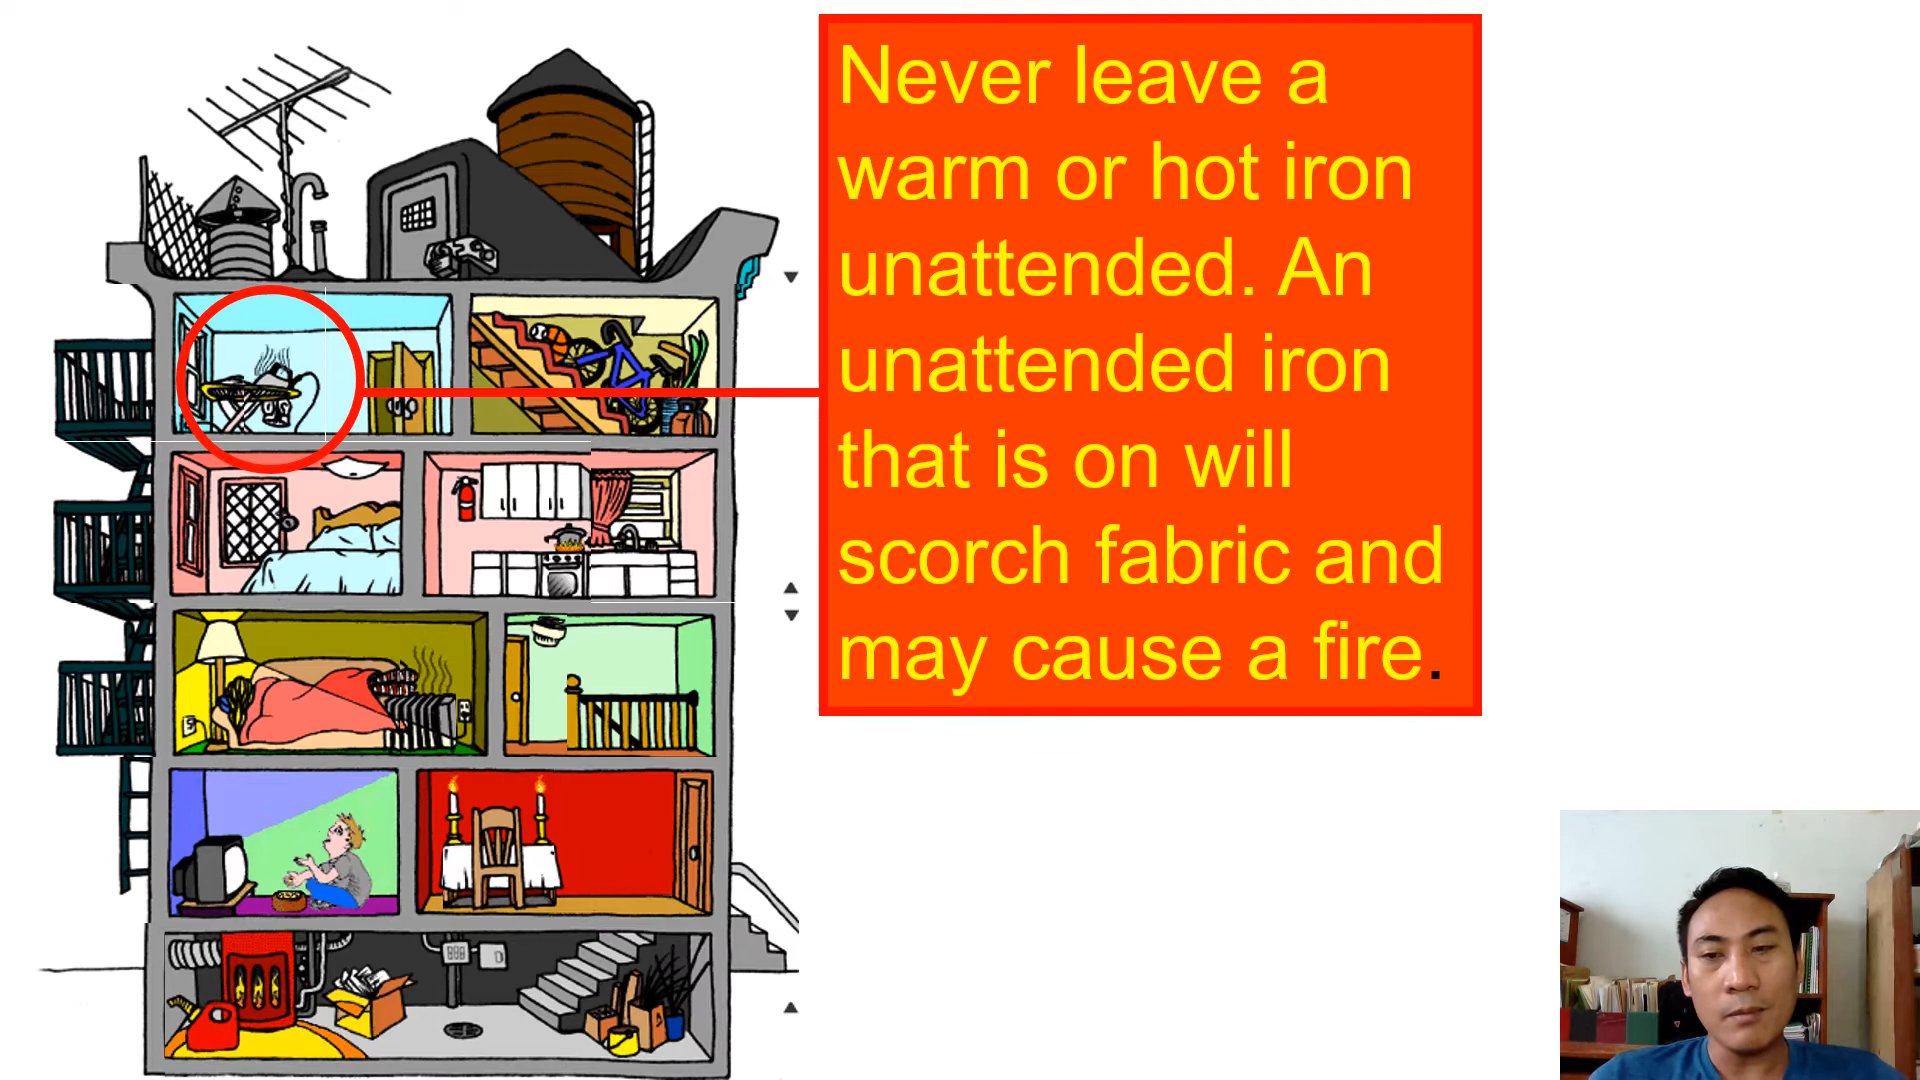 Never leave a
warm or hot iron
unattended. An
unattended iron
that is on will
scorch fabric and
may cause a fire.